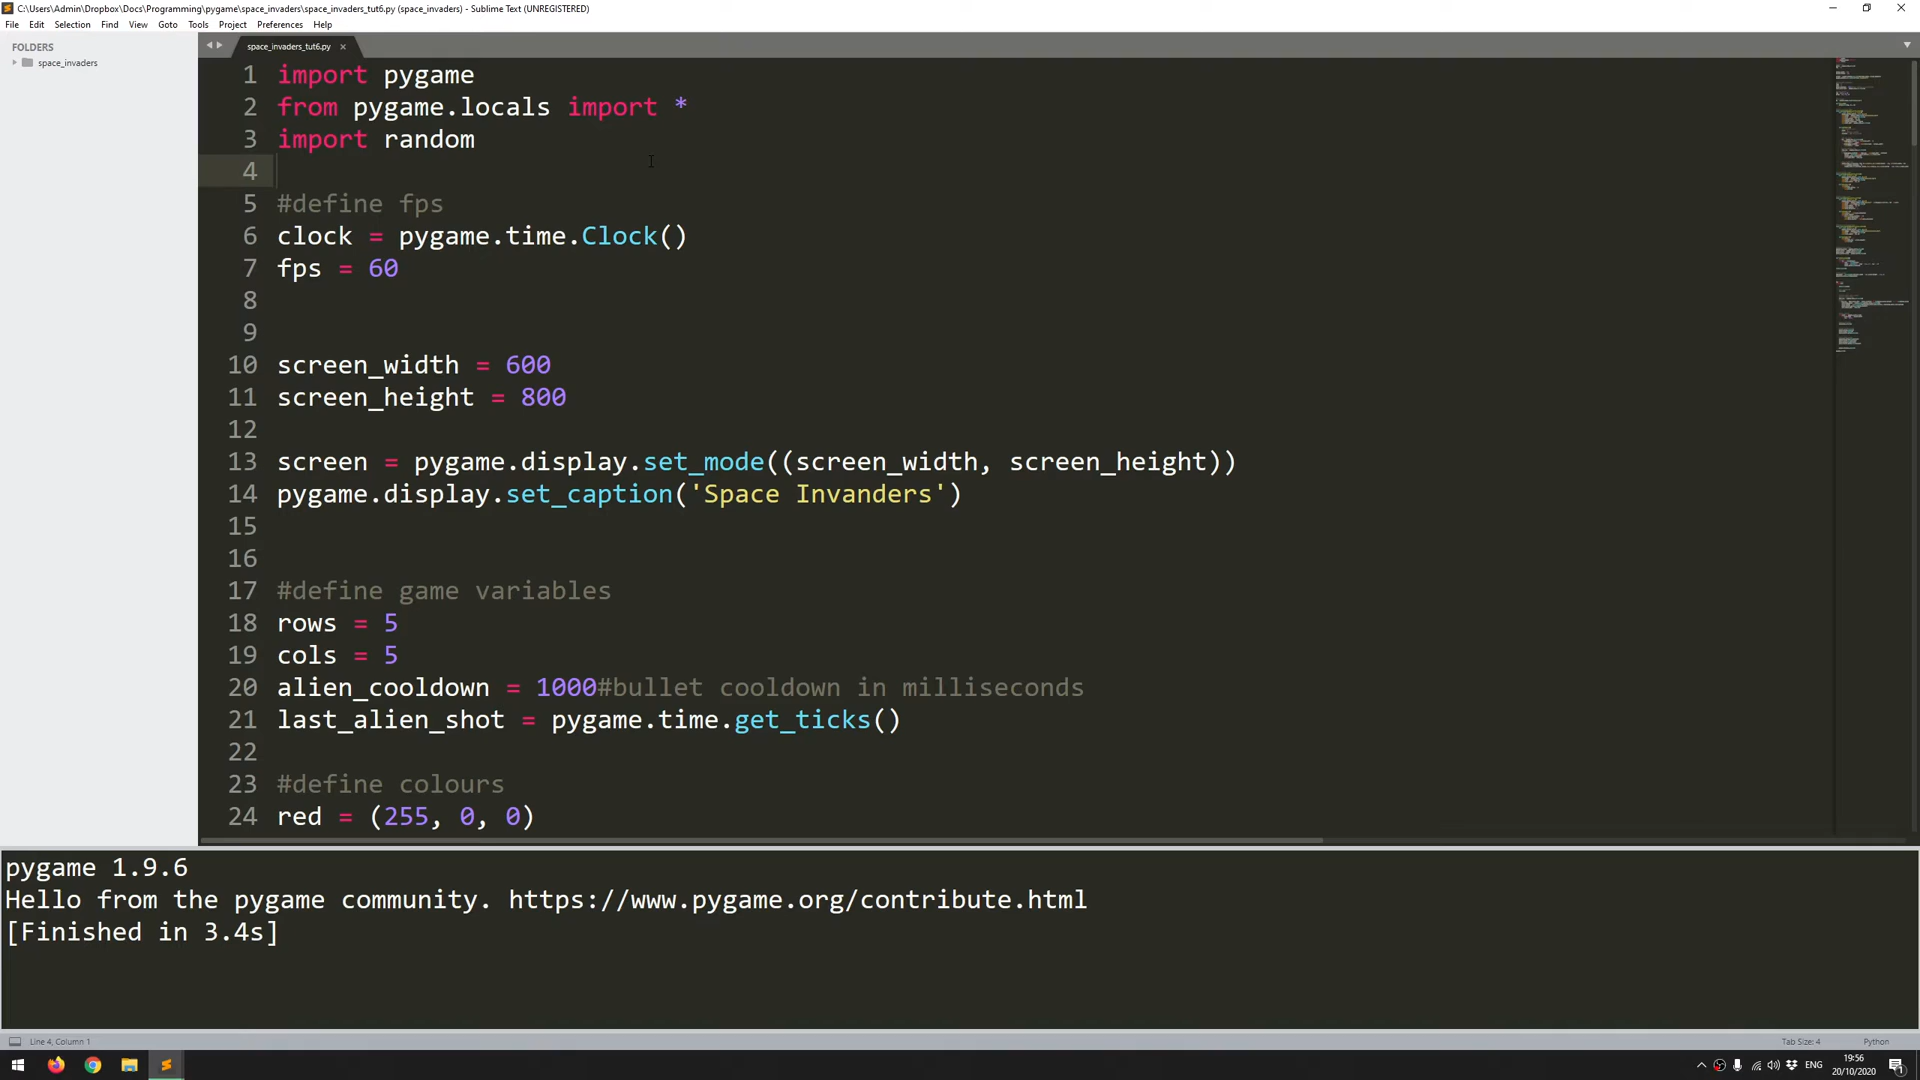 C:\Users\Admin\Dropbox\Docs\Programming\pygame\space_invaders\space_invaders_tut6.py (space_invaders) - Sublime Text (UNREGISTERED)
File Edit Selection Find View Goto Tools Project Preferences Help
FOLDERS
space_invaders
space_invaders_tut6.py
1 import pygame
2 from pygame.locals import *
3 import random
4
5 #define fps
6 clock = pygame.time.Clock()
7 fps = 60
8
9
10 screen_width = 600
11 screen_height = 800
12
13 screen = pygame.display.set_mode((screen_width, screen_height))
14 pygame.display.set_caption('Space Invanders')
15
16
17 #define game variables
18 rows = 5
19 cols = 5
20 alien_cooldown = 1000#bullet cooldown in milliseconds
21 last_alien_shot = pygame.time.get_ticks()
22
23 #define colours
24 red = (255, 0, 0)
pygame 1.9.6
Hello from the pygame community. https://www.pygame.org/contribute.html
[Finished in 3.4s]
Line 4, Column 1
Tab Size: 4
Python
ENG
19:56
20/10/2020